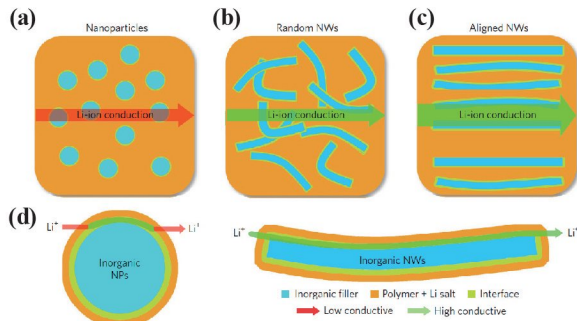 (a) Nanoparticles
(b) Random NWs
(c) Aligned NWs
Li-ion conduction
Li-ion conduction
Li-ion conduction
(d)
Li⁺ Li⁺
Inorganic
NPs
Li⁺ Li⁺
Inorganic NWs
Inorganic filler Polymer + Li salt Interface
Low conductive High conductive